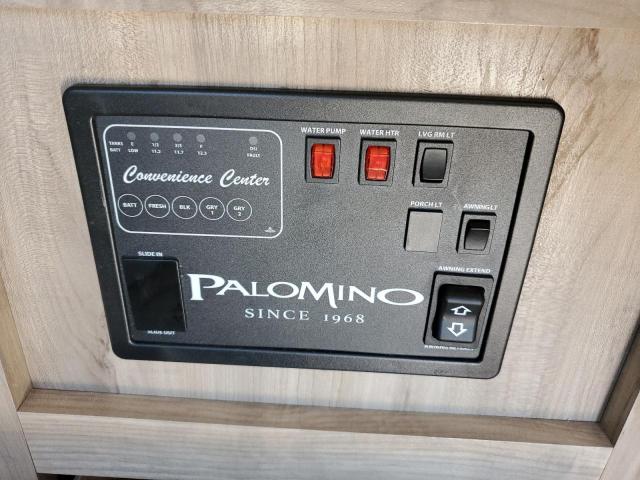 WATER PUMP
WATER HTR
LVG RM LT
TANKS E 1/3 2/3 F DSI
BATT LOW 11.2 11.7 12.3 FAULT
Convenience Center
BATT FRESH BLK GRY 1 GRY 2
PORCH LT
AWNING LT
SLIDE IN
SLIDE OUT
PALOMINO
SINCE 1968
AWNING EXTEND